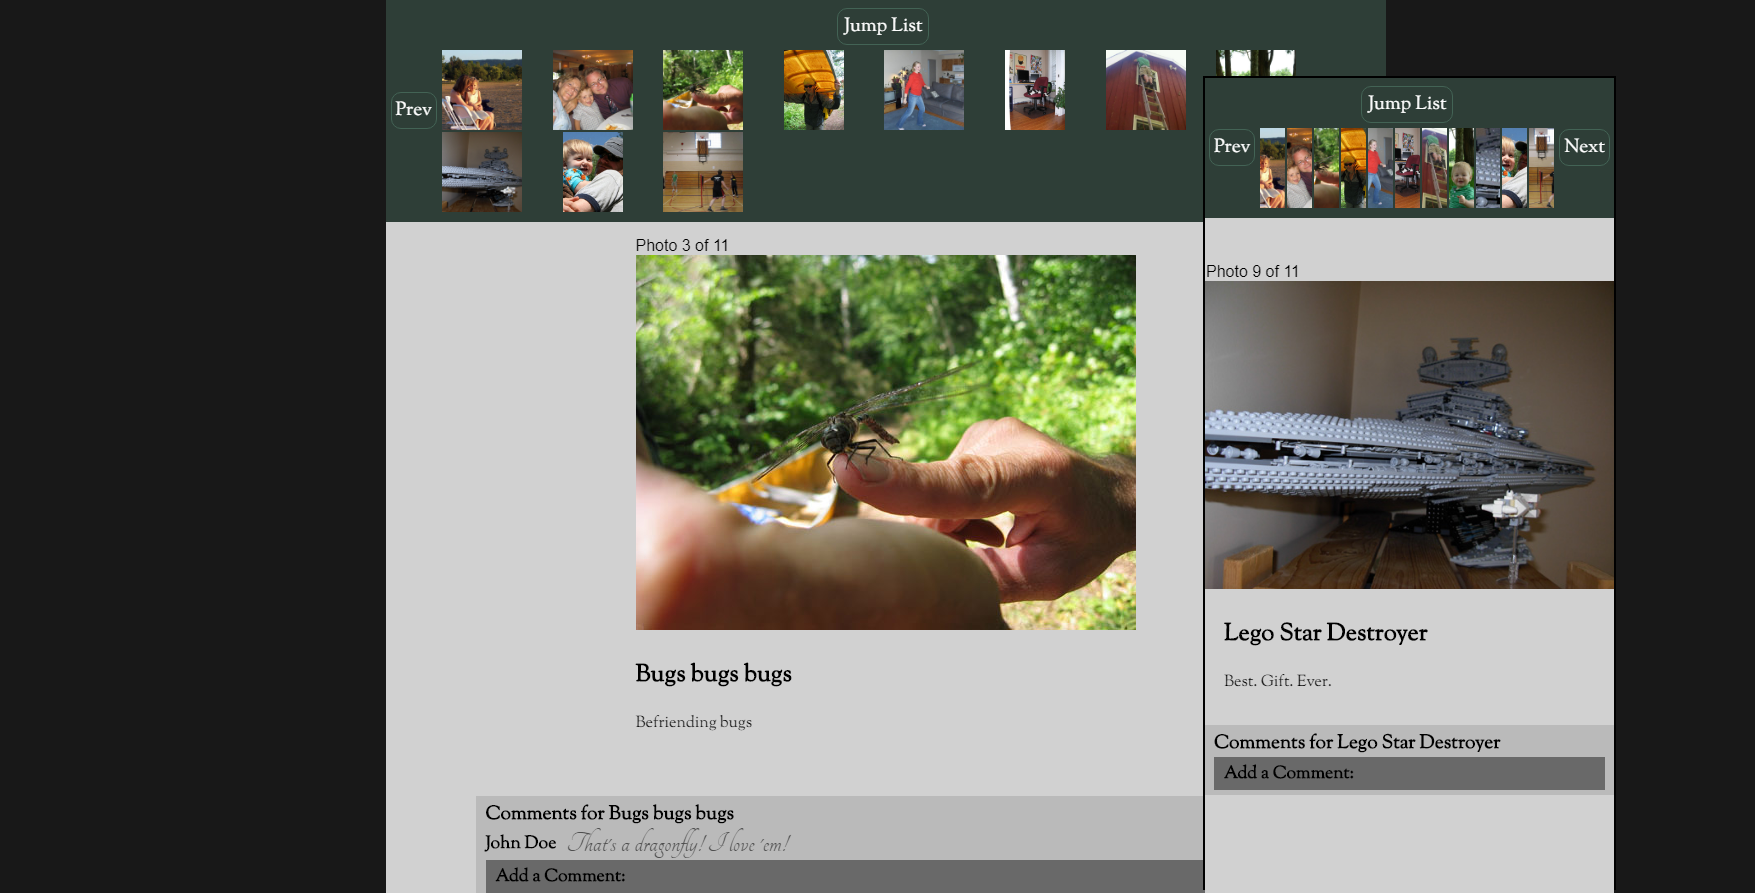 Jump List
Prev
Photo 3 of 11
Bugs bugs bugs
Befriending bugs
Comments for Bugs bugs bugs
John Doe That's a dragonfly! I love 'em!
Add a Comment:
Jump List
Prev
Next
Photo 9 of 11
Lego Star Destroyer
Best. Gift. Ever.
Comments for Lego Star Destroyer
Add a Comment: